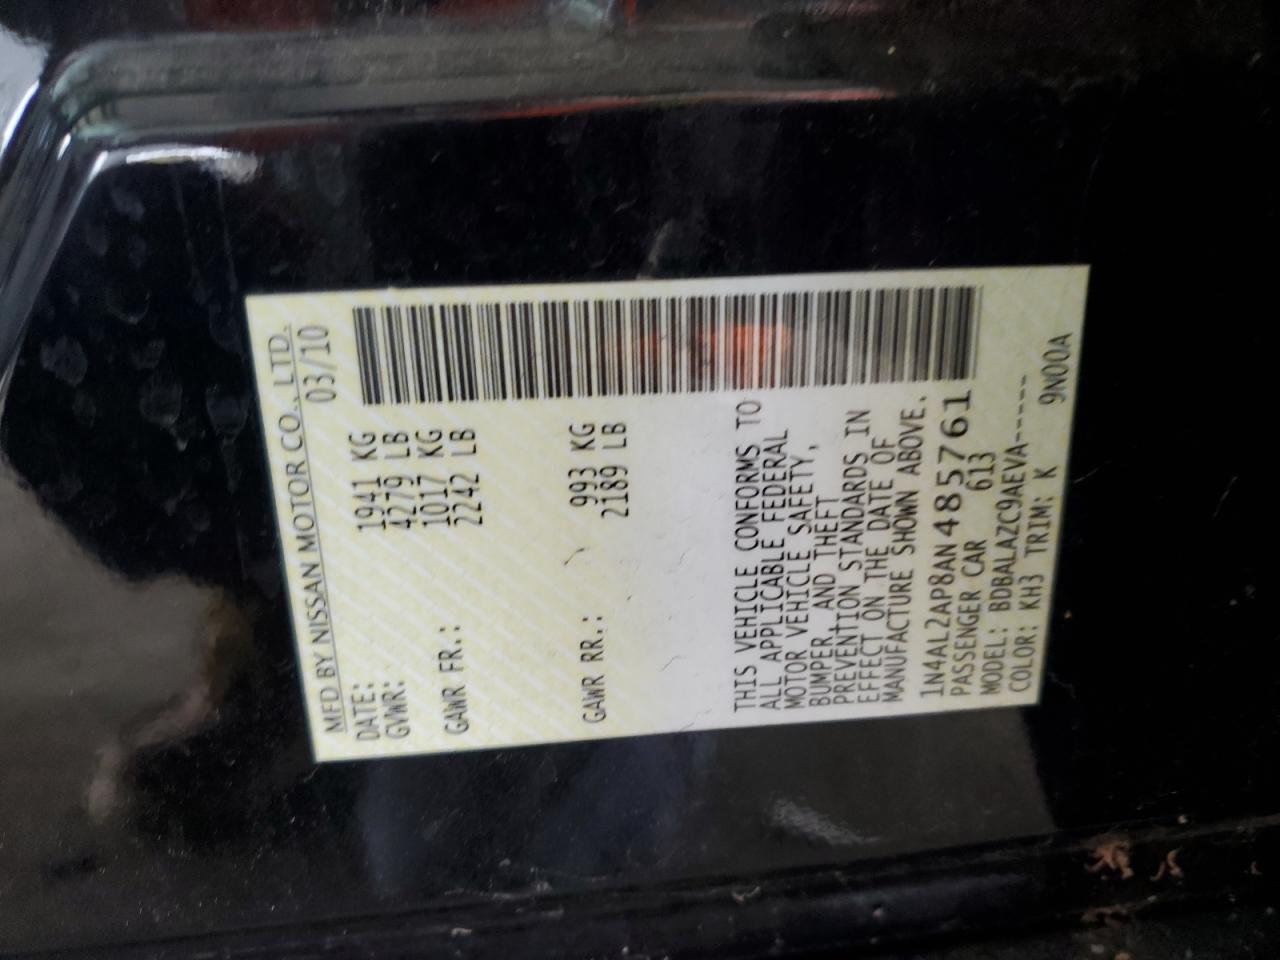 MFD BY NISSAN MOTOR CO., LTD.
DATE: 03/10
GVWR: 1941 KG
4279 LB
GAWR FR.: 1017 KG
2242 LB
GAWR RR.: 993 KG
2189 LB
THIS VEHICLE CONFORMS TO
ALL APPLICABLE FEDERAL
MOTOR VEHICLE SAFETY,
BUMPER, AND THEFT
PREVENTION STANDARDS IN
EFFECT ON THE DATE OF
MANUFACTURE SHOWN ABOVE.
1N4AL2AP8AN485761
PASSENGER CAR 613
MODEL: BDBALAZC9AEVA-----
COLOR: KH3 TRIM: K 9N00A